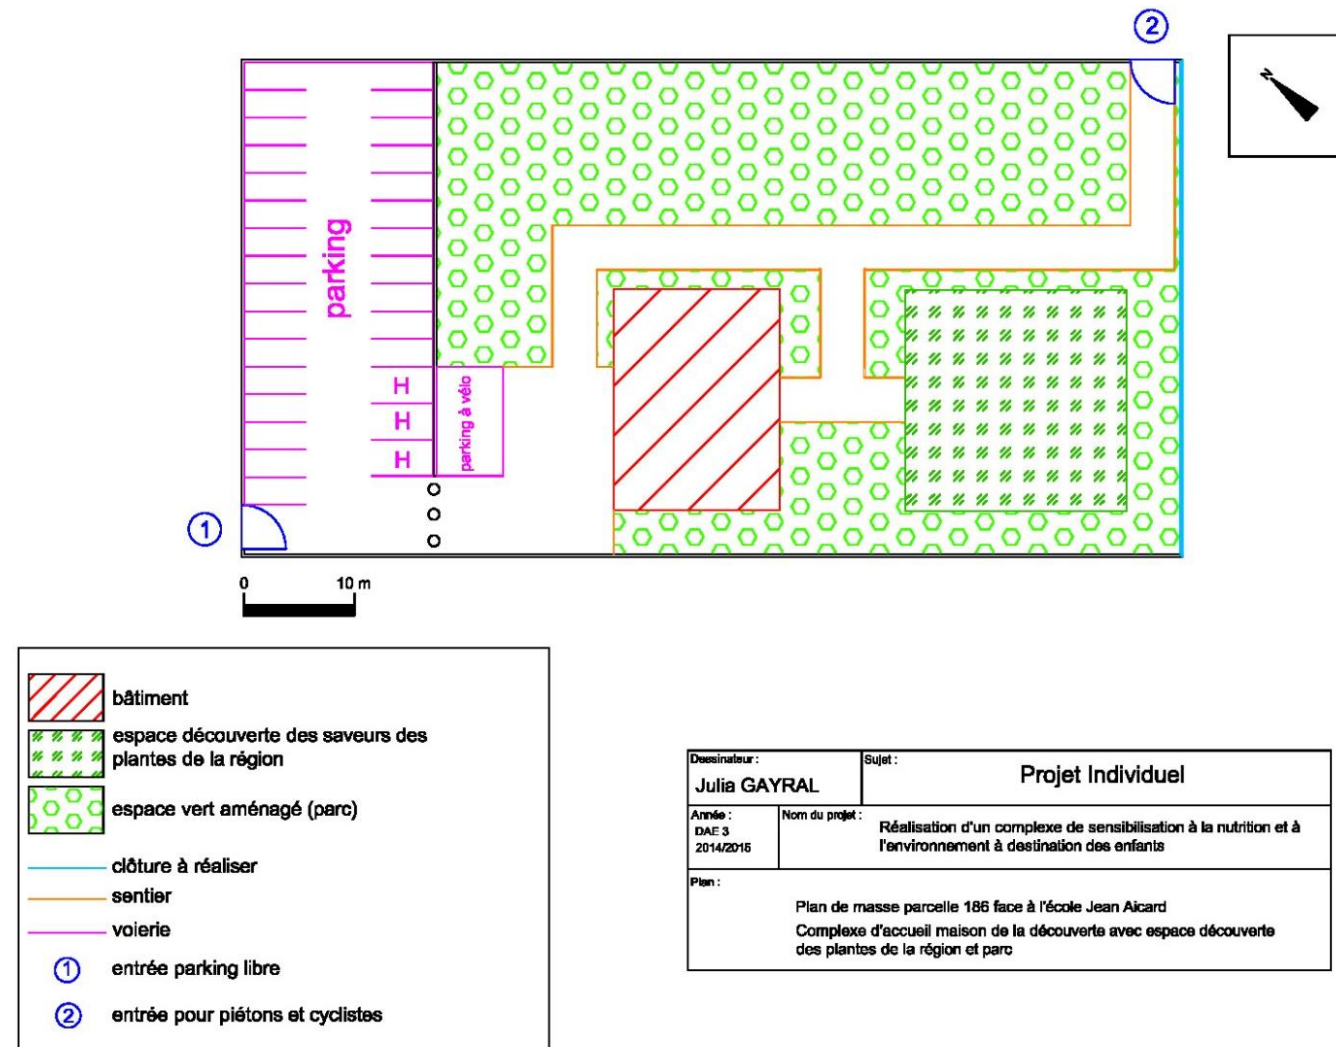 2
N
parking
H
H
H
parking à vélo
1
0 10 m
bâtiment
espace découverte des saveurs des
plantes de la région
espace vert aménagé (parc)
clôture à réaliser
sentier
voierie
1 entrée parking libre
2 entrée pour piétons et cyclistes
Dessinateur :
Julia GAYRAL
Sujet :
Projet Individuel
Année :
DAE 3
2014/2015
Nom du projet :
Réalisation d'un complexe de sensibilisation à la nutrition et à
l'environnement à destination des enfants
Plan :
Plan de masse parcelle 186 face à l'école Jean Aicard
Complexe d'accueil maison de la découverte avec espace découverte
des plantes de la région et parc